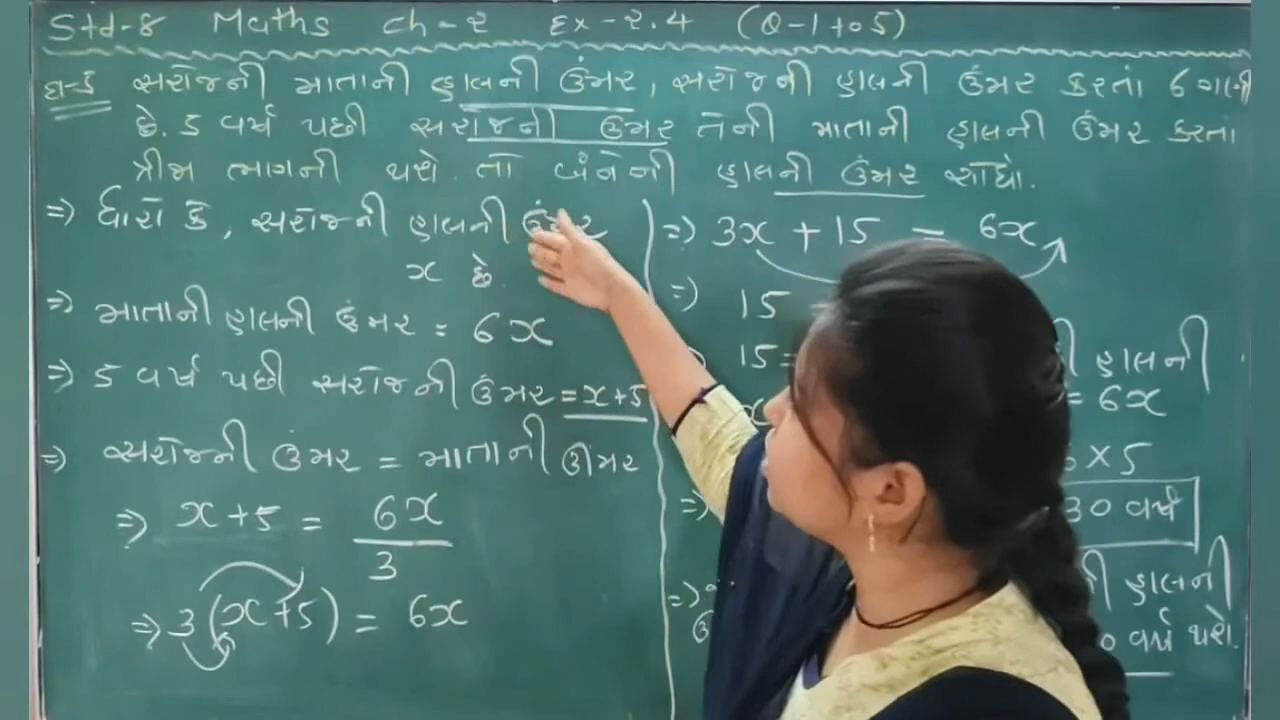 Std-8 Maths Ch-2 Ex-2.4 (Q-1 to 5)
સરોજની માતાની હાલની ઉંમર, સરોજની હાલની ઉંમર કરતાં 6 ગણી
છે. 5 વર્ષ પછી સરોજની ઉંમર તેની માતાની હાલની ઉંમર કરતા
ત્રીજા ભાગની થશે. તો બંનેની હાલની ઉંમર શોધો.
=> ધારો કે, સરોજની હાલની ઉંમર
x છે.
=> માતાની હાલની ઉંમર = 6x
=> 5 વર્ષ પછી સરોજની ઉંમર = x+5
=> સરોજની ઉંમર = માતાની ઊંમર
=> x+5 = 6x
3
=> 3(x+5) = 6x
=> 3x + 15 = 6x
=> 15
15 =
હાલની
= 6x
x 5
30 વર્ષ
હાલની
વર્ષ થશે.